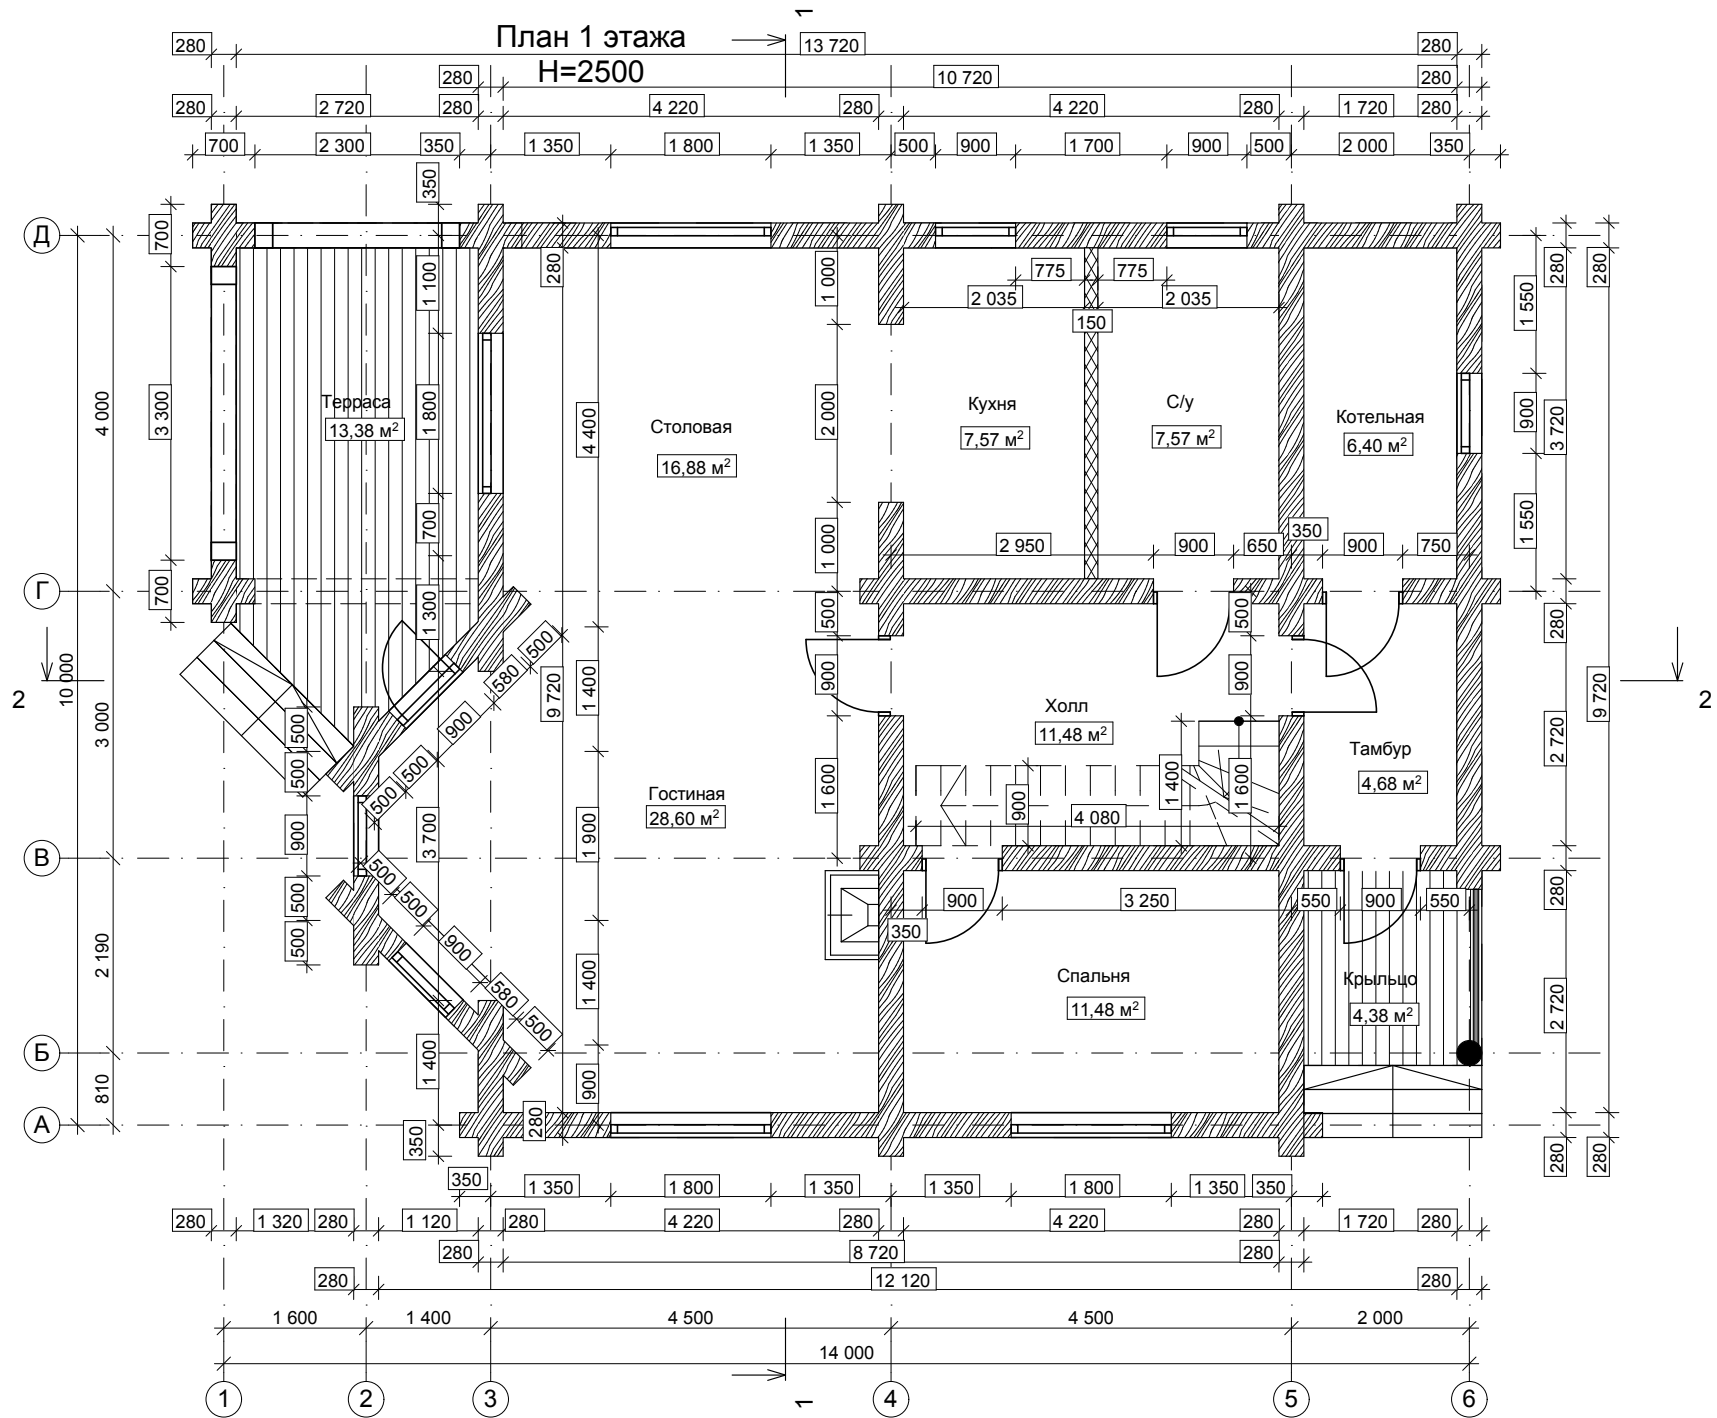 1
План 1 этажа
H=2500
280 13 720 280
280 10 720 280
280 2 720 280 4 220 280 4 220 280 1 720 280
700 2 300 350 1 350 1 800 1 350 500 900 1 700 900 500 2 000 350
350
Д
700
280
1 100
1 000
775 775
2 035 2 035
150
280
280
1 550
4 000
3 300
1 800
4 400
2 000
900
3 720
Терраса
13,38 м²
Столовая
16,88 м²
Кухня
7,57 м²
С/у
7,57 м²
Котельная
6,40 м²
700
1 000
2 950 900 650 350 900 750
1 550
Г
700
1 300
500
500
280
500
580
900
500
500
2
10 000
3 000
9 720
1 400
900
900
9 720
2
500
500
Холл
11,48 м²
Тамбур
4,68 м²
2 720
1 600
1 400
1 600
900
4 080
Гостиная
28,60 м²
900
3 700
1 900
В
500
500
900
580
500
500
500
2 190
350
900 3 250 550 900 550
280
1 400
Спальня
11,48 м²
Крыльцо
4,38 м²
2 720
Б
810
1 400
900
А
280
350
280
280
350 1 350 1 800 1 350 1 350 1 800 1 350 350
280 1 320 280 1 120 280 4 220 280 4 220 280 1 720 280
280 8 720 280
280 12 120 280
1 600 1 400 4 500 4 500 2 000
14 000
1 2 3 1 4 5 6